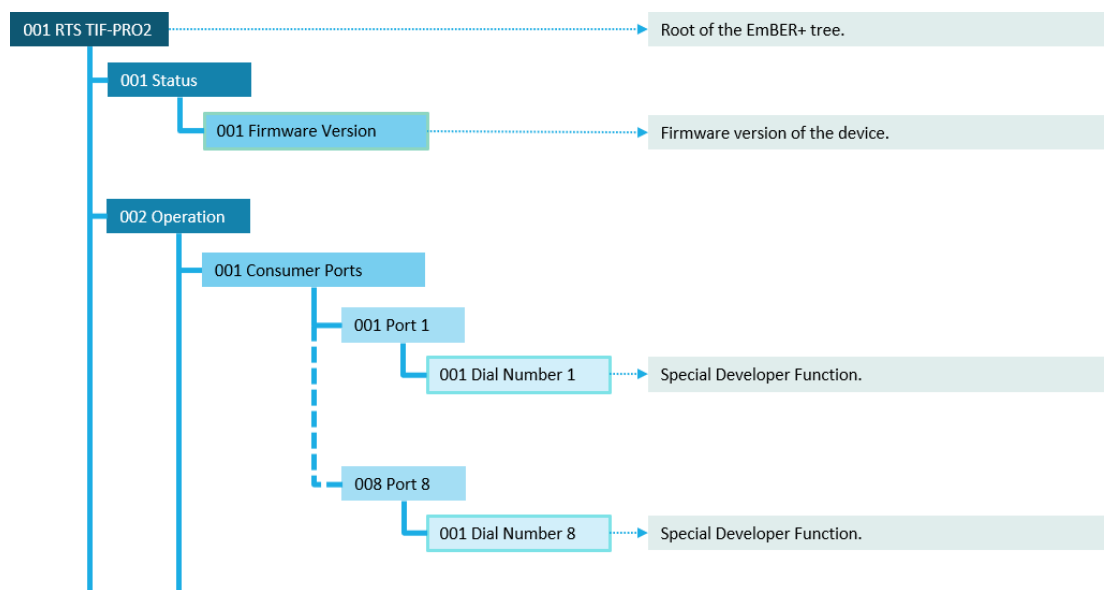 001 RTS TIF-PRO2
Root of the EmBER+ tree.
001 Status
001 Firmware Version
Firmware version of the device.
002 Operation
001 Consumer Ports
001 Port 1
001 Dial Number 1
Special Developer Function.
008 Port 8
001 Dial Number 8
Special Developer Function.